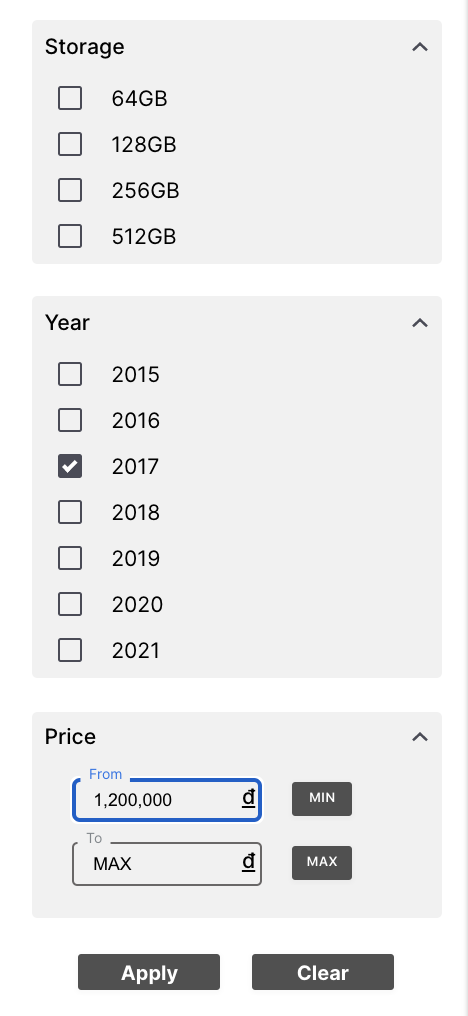 Storage
64GB
128GB
256GB
512GB
Year
2015
2016
2017
2018
2019
2020
2021
Price
From
1,200,000 đ
MIN
To
MAX đ
MAX
Apply
Clear